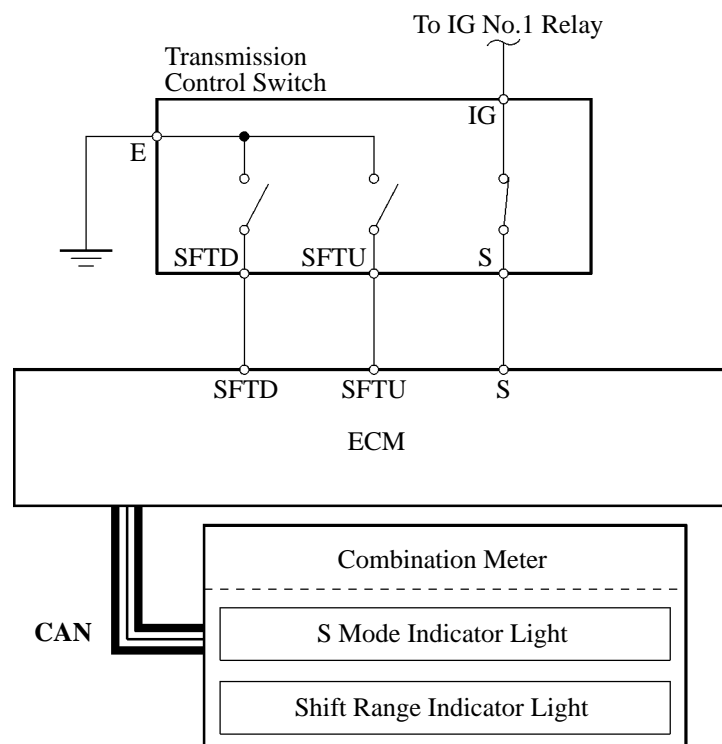 To IG No.1 Relay
Transmission
Control Switch
IG
E
SFTD
SFTU
S
SFTD
SFTU
S
ECM
Combination Meter
CAN
S Mode Indicator Light
Shift Range Indicator Light